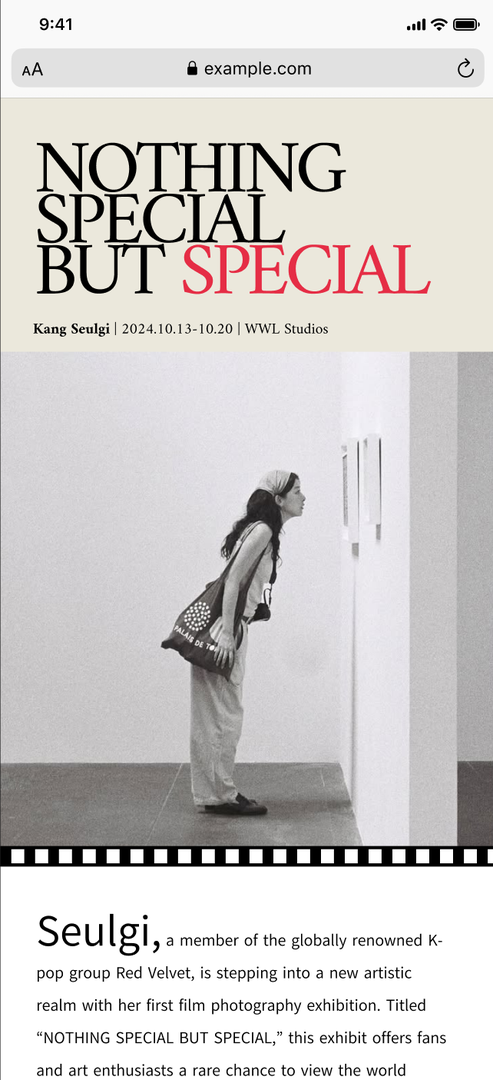 9:41
AA example.com
NOTHING
SPECIAL
BUT SPECIAL
Kang Seulgi | 2024.10.13-10.20 | WWL Studios
PALAIS DE TO
Seulgi, a member of the globally renowned K-
pop group Red Velvet, is stepping into a new artistic
realm with her first film photography exhibition. Titled
“NOTHING SPECIAL BUT SPECIAL,” this exhibit offers fans
and art enthusiasts a rare chance to view the world